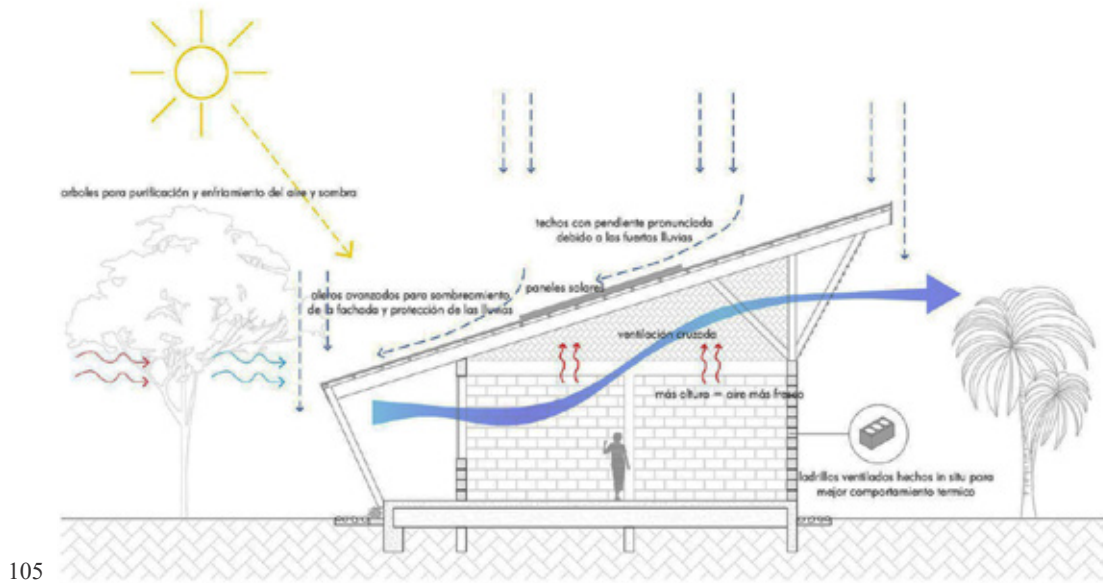 arboles para purificación y enfriamiento del aire y sombra
techos con pendiente pronunciada
debido a las fuertas lluvias
paneles solares
aleros avanzados para sombreamiento
de la fachada y protección de las lluvias
ventilación cruzada
más altura = aire más fresco
ladrillos ventilados hechos in situ para
mejor comportamiento termico
105